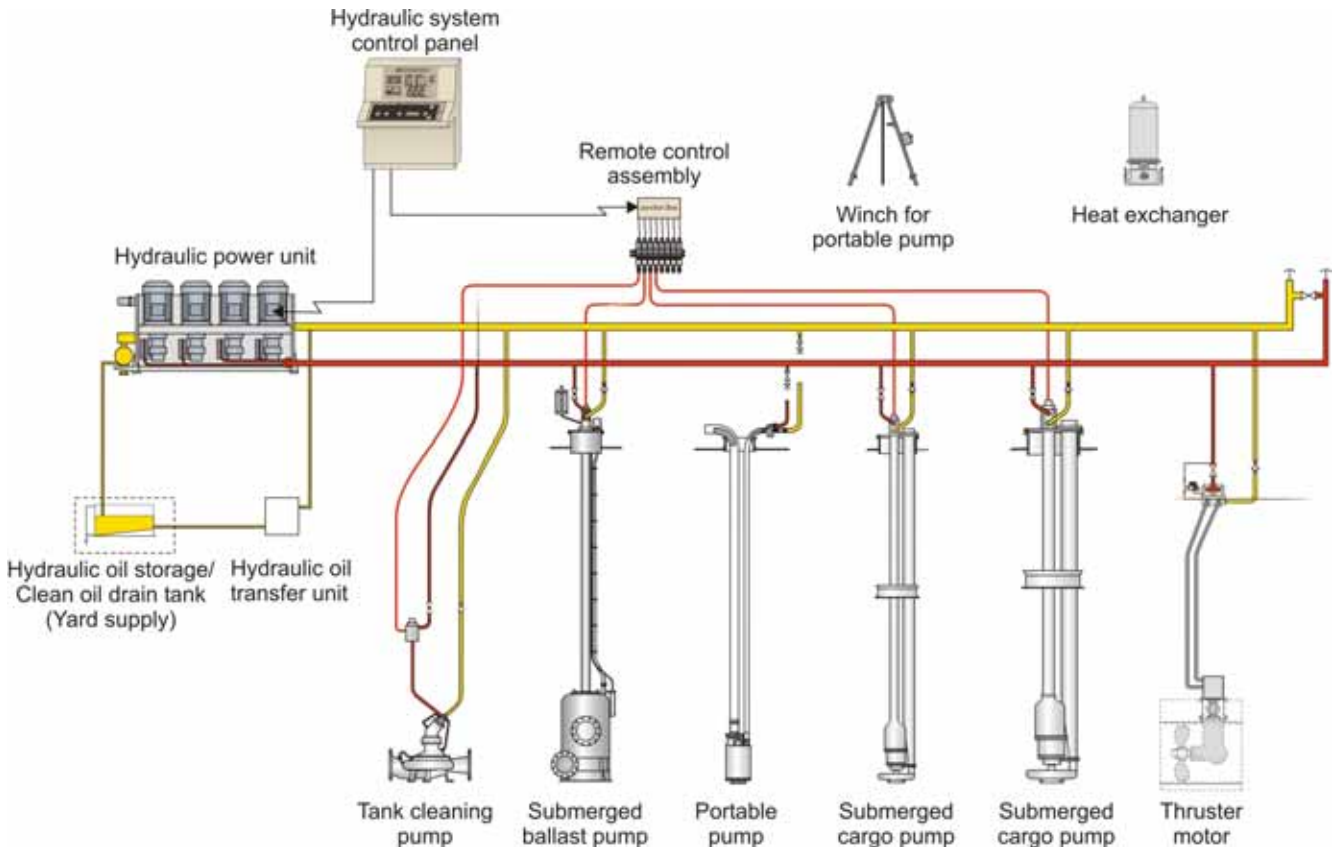 Hydraulic system
control panel
Remote control
assembly
Winch for
portable pump
Heat exchanger
Hydraulic power unit
Hydraulic oil storage/
Clean oil drain tank
(Yard supply)
Hydraulic oil
transfer unit
Tank cleaning
pump
Submerged
ballast pump
Portable
pump
Submerged
cargo pump
Submerged
cargo pump
Thruster
motor